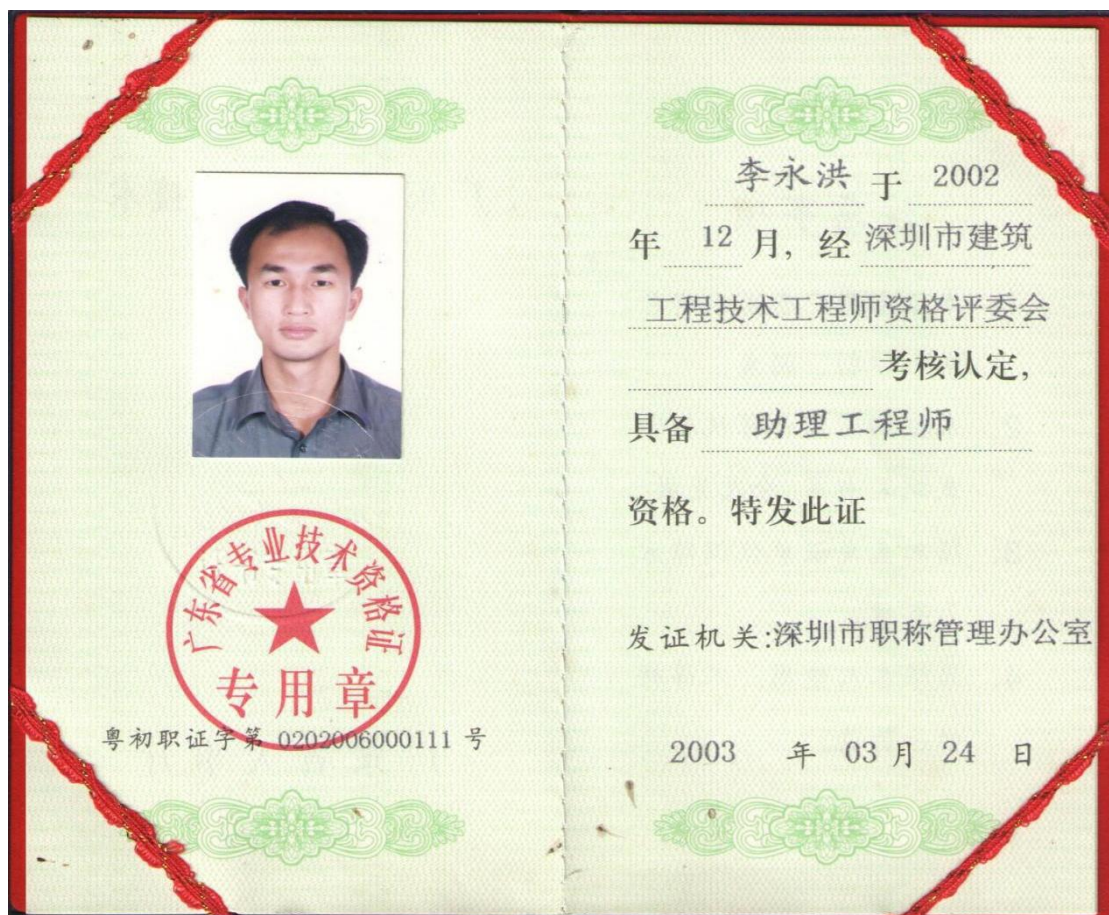 广东省专业技术资格证
专用章
粤初职证字第 0202006000111 号
李永洪 于 2002
年 12 月, 经 深圳市建筑
工程技术工程师资格评委会
考核认定,
具备 助理工程师
资格。特发此证
发证机关:深圳市职称管理办公室
2003 年 03 月 24 日